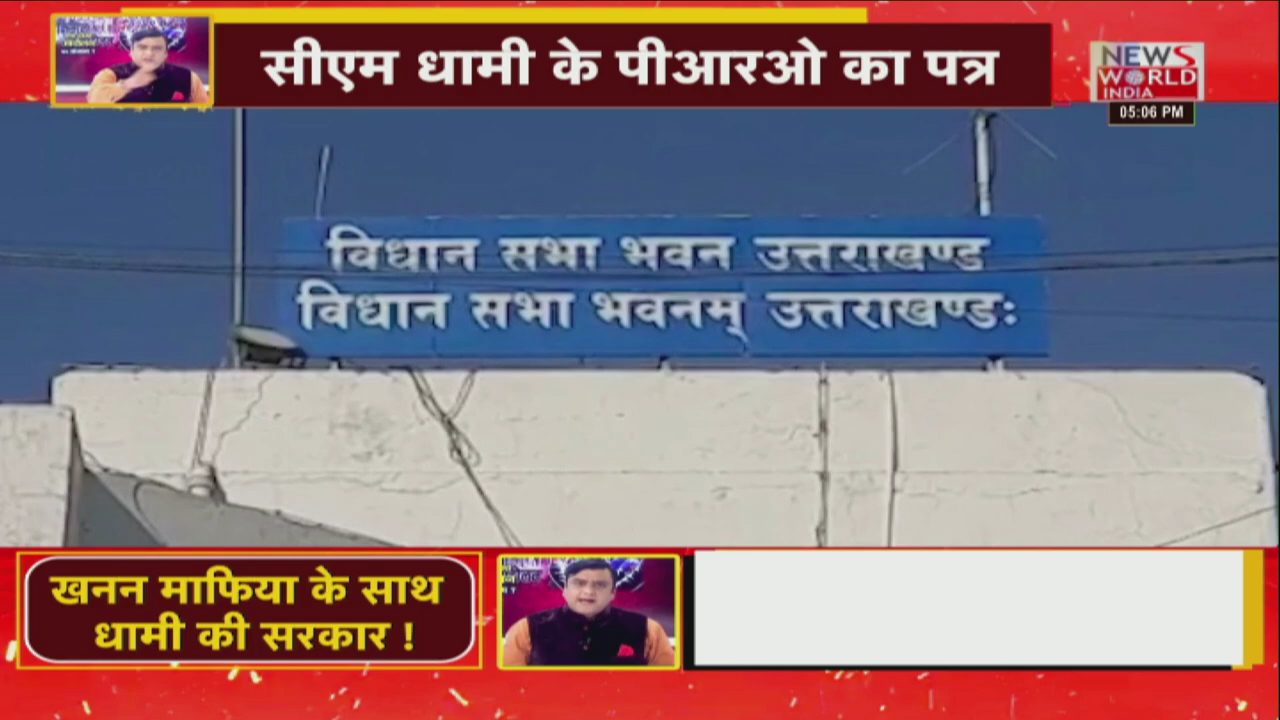 सीएम धामी के पीआरओ का पत्र
NEWS
WORLD
INDIA
05:06 PM
विधान सभा भवन उत्तराखण्ड
विधान सभा भवनम् उत्तराखण्डः
खनन माफिया के साथ
धामी की सरकार !